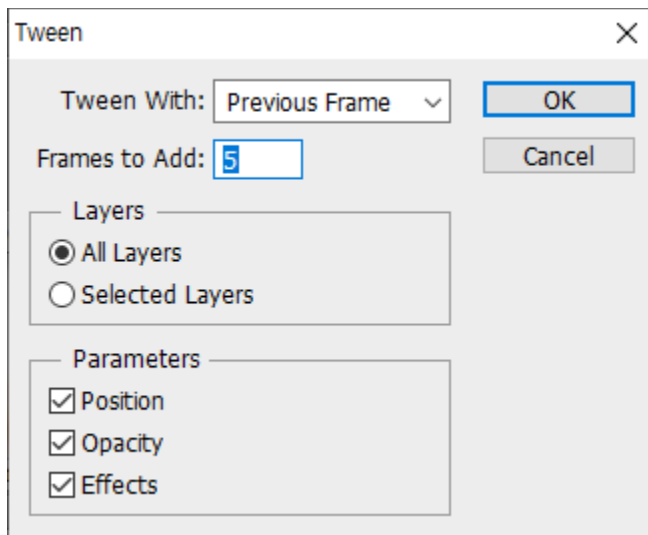 Tween
Tween With: Previous Frame
OK
Frames to Add: 5
Cancel
Layers
All Layers
Selected Layers
Parameters
Position
Opacity
Effects